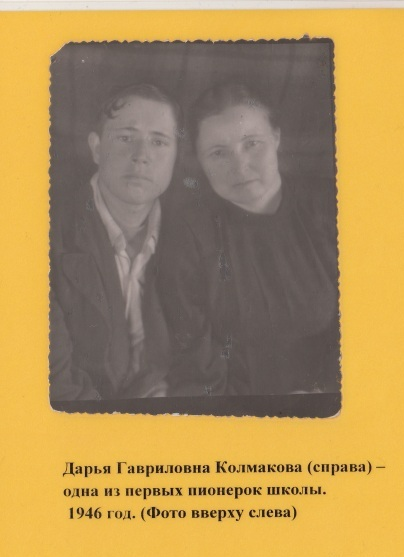 Дарья Гавриловна Колмакова (справа) –
одна из первых пионерок школы.
1946 год. (Фото вверху слева)